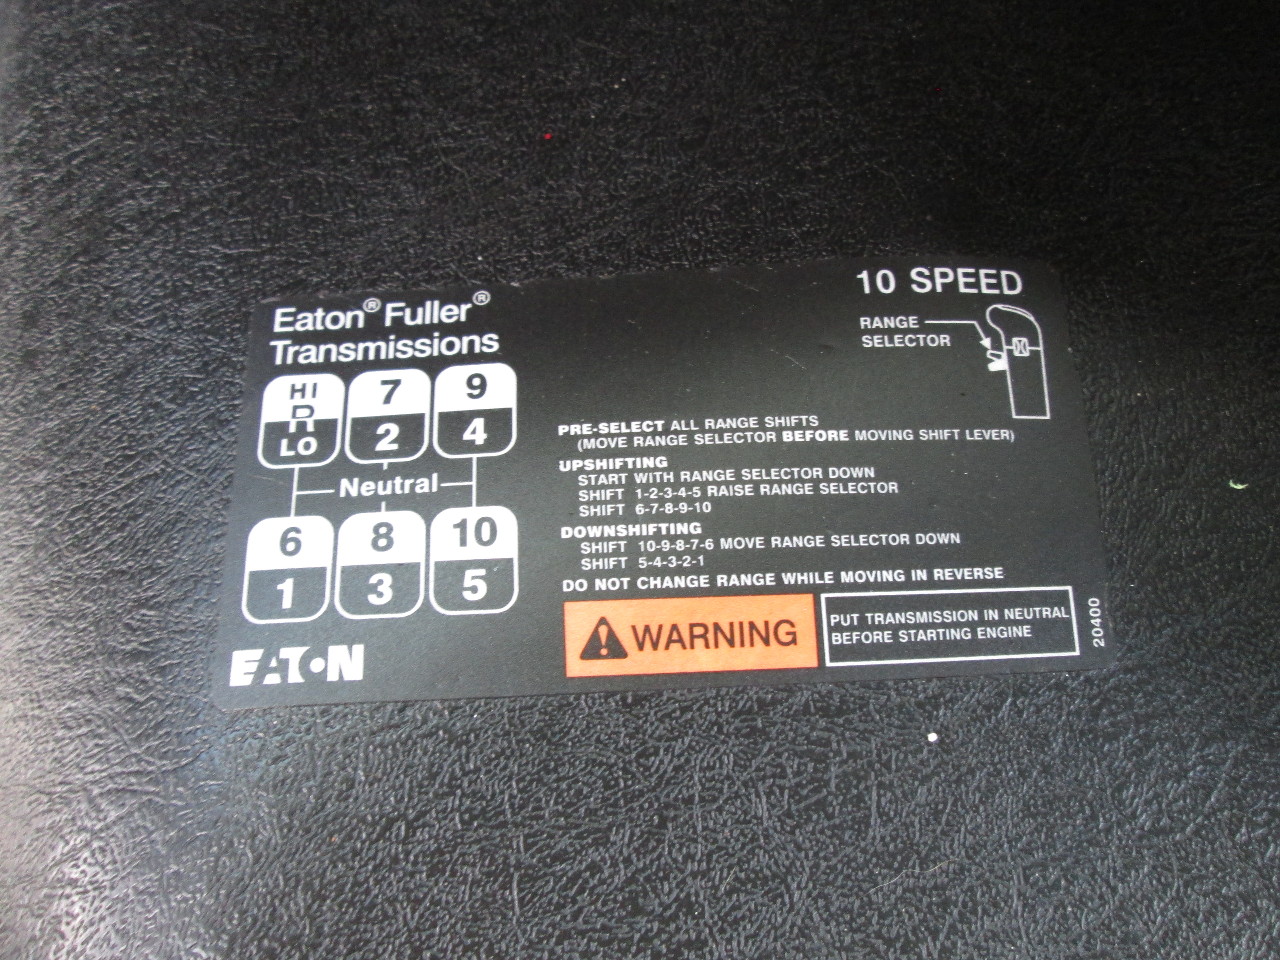 Eaton® Fuller®
Transmissions
10 SPEED
RANGE
SELECTOR
HI
R
LO
7
2
9
4
Neutral
6
1
8
3
10
5
PRE-SELECT ALL RANGE SHIFTS
(MOVE RANGE SELECTOR BEFORE MOVING SHIFT LEVER)
UPSHIFTING
START WITH RANGE SELECTOR DOWN
SHIFT 1-2-3-4-5 RAISE RANGE SELECTOR
SHIFT 6-7-8-9-10
DOWNSHIFTING
SHIFT 10-9-8-7-6 MOVE RANGE SELECTOR DOWN
SHIFT 5-4-3-2-1
DO NOT CHANGE RANGE WHILE MOVING IN REVERSE
WARNING
PUT TRANSMISSION IN NEUTRAL
BEFORE STARTING ENGINE
20400
EATON